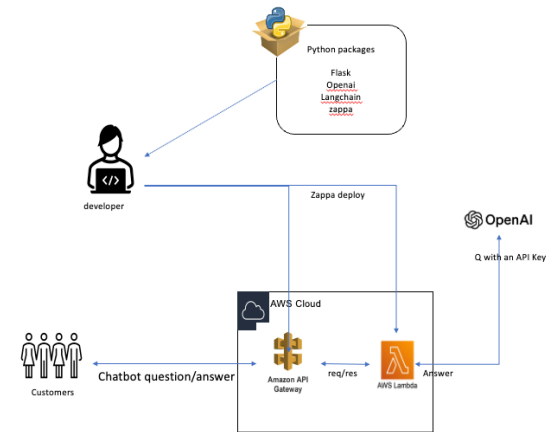 Python packages
Flask
Openai
Langchain
zappa
</>
developer
Zappa deploy
OpenAI
Q with an API Key
AWS Cloud
Customers
Chatbot question/answer
Amazon API
Gateway
req/res
AWS Lambda
Answer